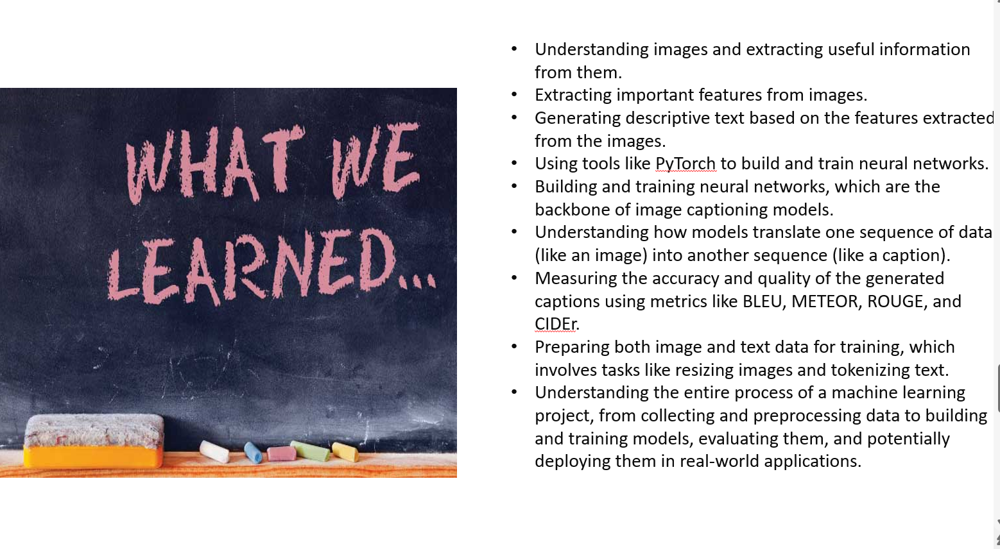 WHAT WE
LEARNED...
• Understanding images and extracting useful information
from them.
• Extracting important features from images.
• Generating descriptive text based on the features extracted
from the images.
• Using tools like PyTorch to build and train neural networks.
• Building and training neural networks, which are the
backbone of image captioning models.
• Understanding how models translate one sequence of data
(like an image) into another sequence (like a caption).
• Measuring the accuracy and quality of the generated
captions using metrics like BLEU, METEOR, ROUGE, and
CIDEr.
• Preparing both image and text data for training, which
involves tasks like resizing images and tokenizing text.
• Understanding the entire process of a machine learning
project, from collecting and preprocessing data to building
and training models, evaluating them, and potentially
deploying them in real-world applications.